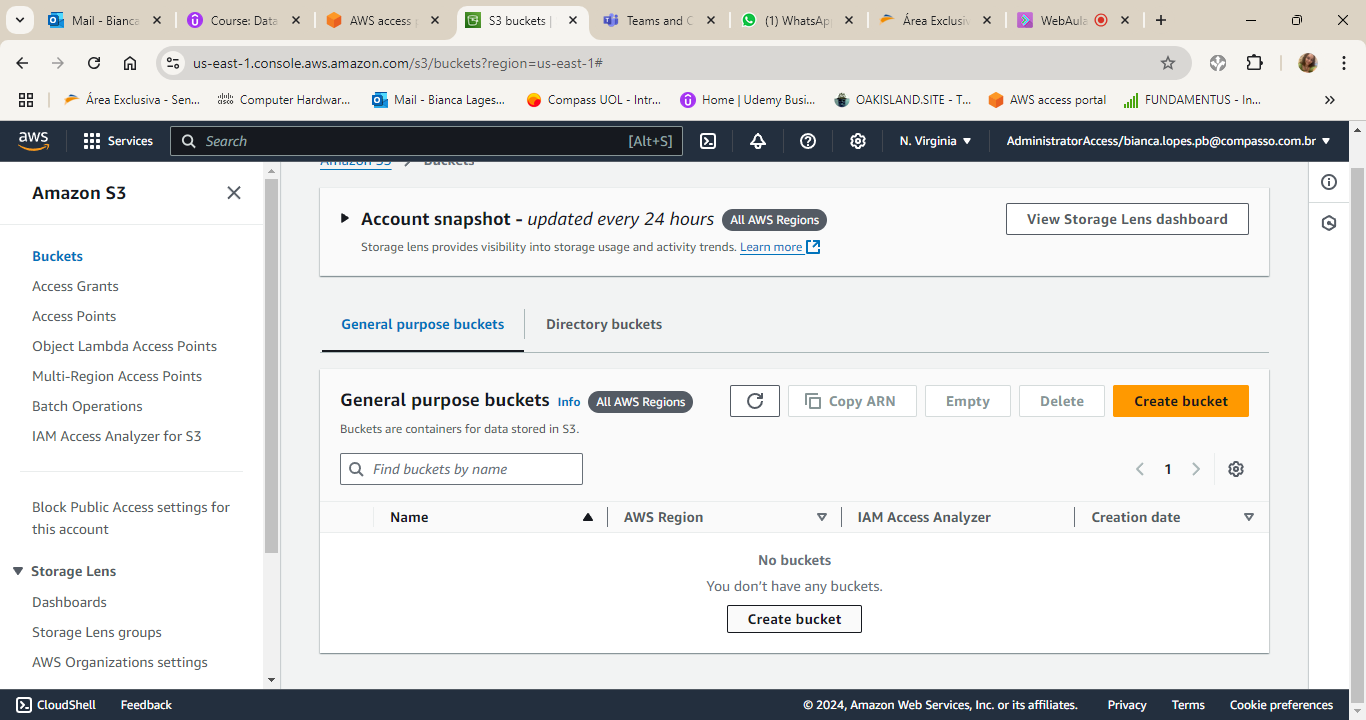 Mail - Bianca
Course: Data
AWS access p
S3 buckets |
Teams and C
(1) WhatsApp
Área Exclusiv
WebAula
us-east-1.console.aws.amazon.com/s3/buckets?region=us-east-1#
Área Exclusiva - Sen...
Computer Hardwar...
Mail - Bianca Lages...
Compass UOL - Intr...
Home | Udemy Busi...
OAKISLAND.SITE - T...
AWS access portal
FUNDAMENTUS - In...
aws
Services
Search
[Alt+S]
N. Virginia
AdministratorAccess/bianca.lopes.pb@compasso.com.br
Amazon S3
Buckets
Access Grants
Access Points
Object Lambda Access Points
Multi-Region Access Points
Batch Operations
IAM Access Analyzer for S3
Block Public Access settings for
this account
Storage Lens
Dashboards
Storage Lens groups
AWS Organizations settings
Amazon S3 > Buckets
Account snapshot - updated every 24 hours All AWS Regions
View Storage Lens dashboard
Storage lens provides visibility into storage usage and activity trends. Learn more
General purpose buckets
Directory buckets
General purpose buckets Info All AWS Regions
Copy ARN
Empty
Delete
Create bucket
Buckets are containers for data stored in S3.
Find buckets by name
1
Name
AWS Region
IAM Access Analyzer
Creation date
No buckets
You don't have any buckets.
Create bucket
CloudShell
Feedback
© 2024, Amazon Web Services, Inc. or its affiliates.
Privacy
Terms
Cookie preferences